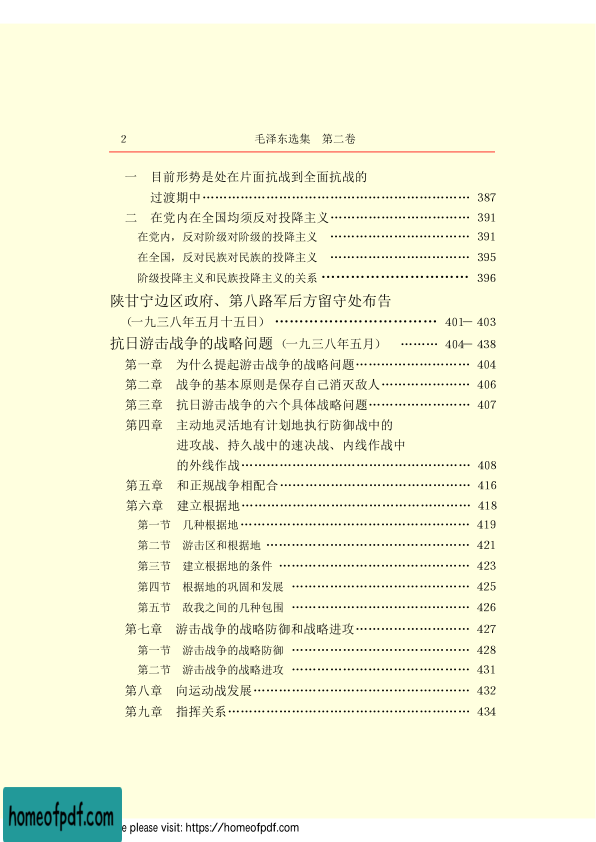 2 毛泽东选集 第二卷
一 目前形势是处在片面抗战到全面抗战的
过渡期中…………………………………………………… 387
二 在党内在全国均须反对投降主义………………………… 391
在党内，反对阶级对阶级的投降主义 ………………………… 391
在全国，反对民族对民族的投降主义 ………………………… 395
阶级投降主义和民族投降主义的关系 ………………………… 396
陕甘宁边区政府、第八路军后方留守处布告
（一九三八年五月十五日） …………………………… 401— 403
抗日游击战争的战略问题（一九三八年五月） ……… 404— 438
第一章 为什么提起游击战争的战略问题…………………… 404
第二章 战争的基本原则是保存自己消灭敌人……………… 406
第三章 抗日游击战争的六个具体战略问题………………… 407
第四章 主动地灵活地有计划地执行防御战中的
进攻战、持久战中的速决战、内线作战中
的外线作战…………………………………………… 408
第五章 和正规战争相配合…………………………………… 416
第六章 建立根据地…………………………………………… 418
第一节 几种根据地…………………………………………… 419
第二节 游击区和根据地 ……………………………………… 421
第三节 建立根据地的条件 …………………………………… 423
第四节 根据地的巩固和发展 ………………………………… 425
第五节 敌我之间的几种包围 ………………………………… 426
第七章 游击战争的战略防御和战略进攻…………………… 427
第一节 游击战争的战略防御 ………………………………… 428
第二节 游击战争的战略进攻 ………………………………… 431
第八章 向运动战发展………………………………………… 432
第九章 指挥关系……………………………………………… 434
homeofpdf.com
e please visit: https://homeofpdf.com